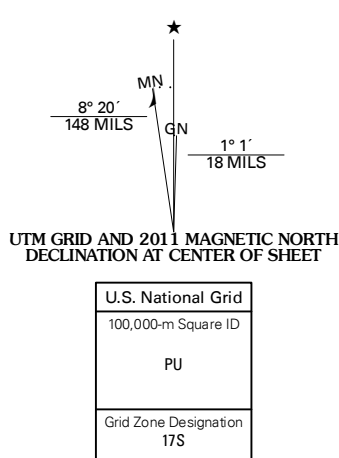 ★
MN
8° 20´
148 MILS
GN
1° 1´
18 MILS
UTM GRID AND 2011 MAGNETIC NORTH
DECLINATION AT CENTER OF SHEET
U.S. National Grid
100,000-m Square ID
PU
Grid Zone Designation
17S